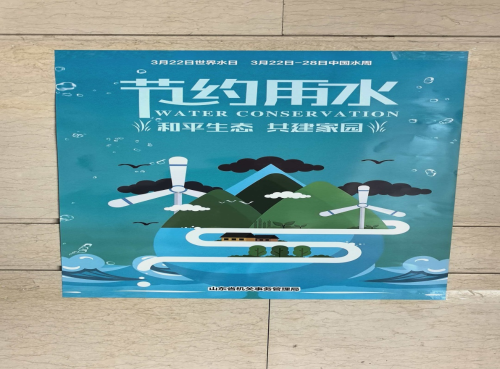 3月22日世界水日 3月22日-28日中国水周
节约用水
WATER CONSERVATION
和平生态 共建家园
山东省机关事务管理局